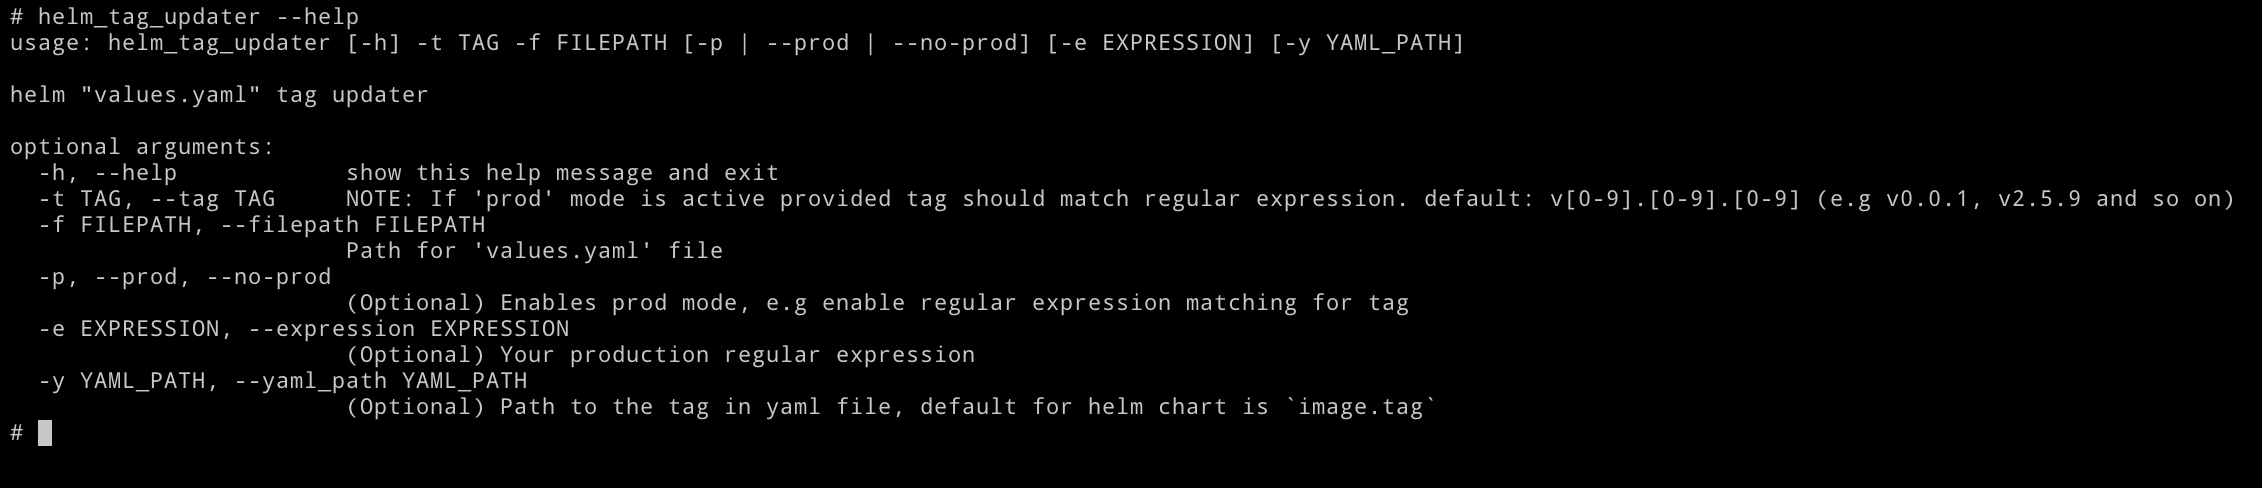 # helm_tag_updater --help
usage: helm_tag_updater [-h] -t TAG -f FILEPATH [-p | --prod | --no-prod] [-e EXPRESSION] [-y YAML_PATH]

helm "values.yaml" tag updater

optional arguments:
  -h, --help            show this help message and exit
  -t TAG, --tag TAG     NOTE: If 'prod' mode is active provided tag should match regular expression. default: v[0-9].[0-9].[0-9] (e.g v0.0.1, v2.5.9 and so on)
  -f FILEPATH, --filepath FILEPATH
                        Path for 'values.yaml' file
  -p, --prod, --no-prod
                        (Optional) Enables prod mode, e.g enable regular expression matching for tag
  -e EXPRESSION, --expression EXPRESSION
                        (Optional) Your production regular expression
  -y YAML_PATH, --yaml_path YAML_PATH
                        (Optional) Path to the tag in yaml file, default for helm chart is `image.tag`
#